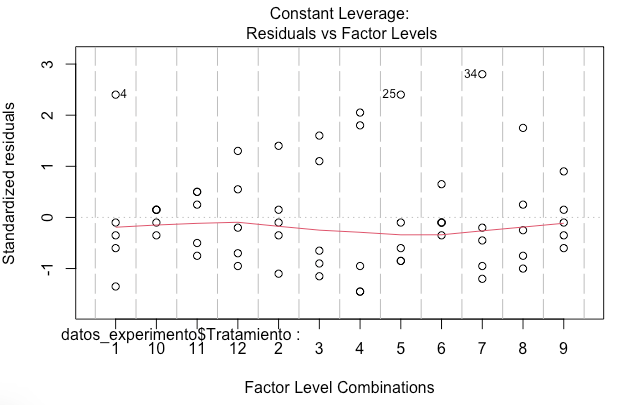 Constant Leverage:
Residuals vs Factor Levels
Standardized residuals
3
2
1
0
-1
4
25
34
datos_experimento$Tratamiento :
1 10 11 12 2 3 4 5 6 7 8 9
Factor Level Combinations